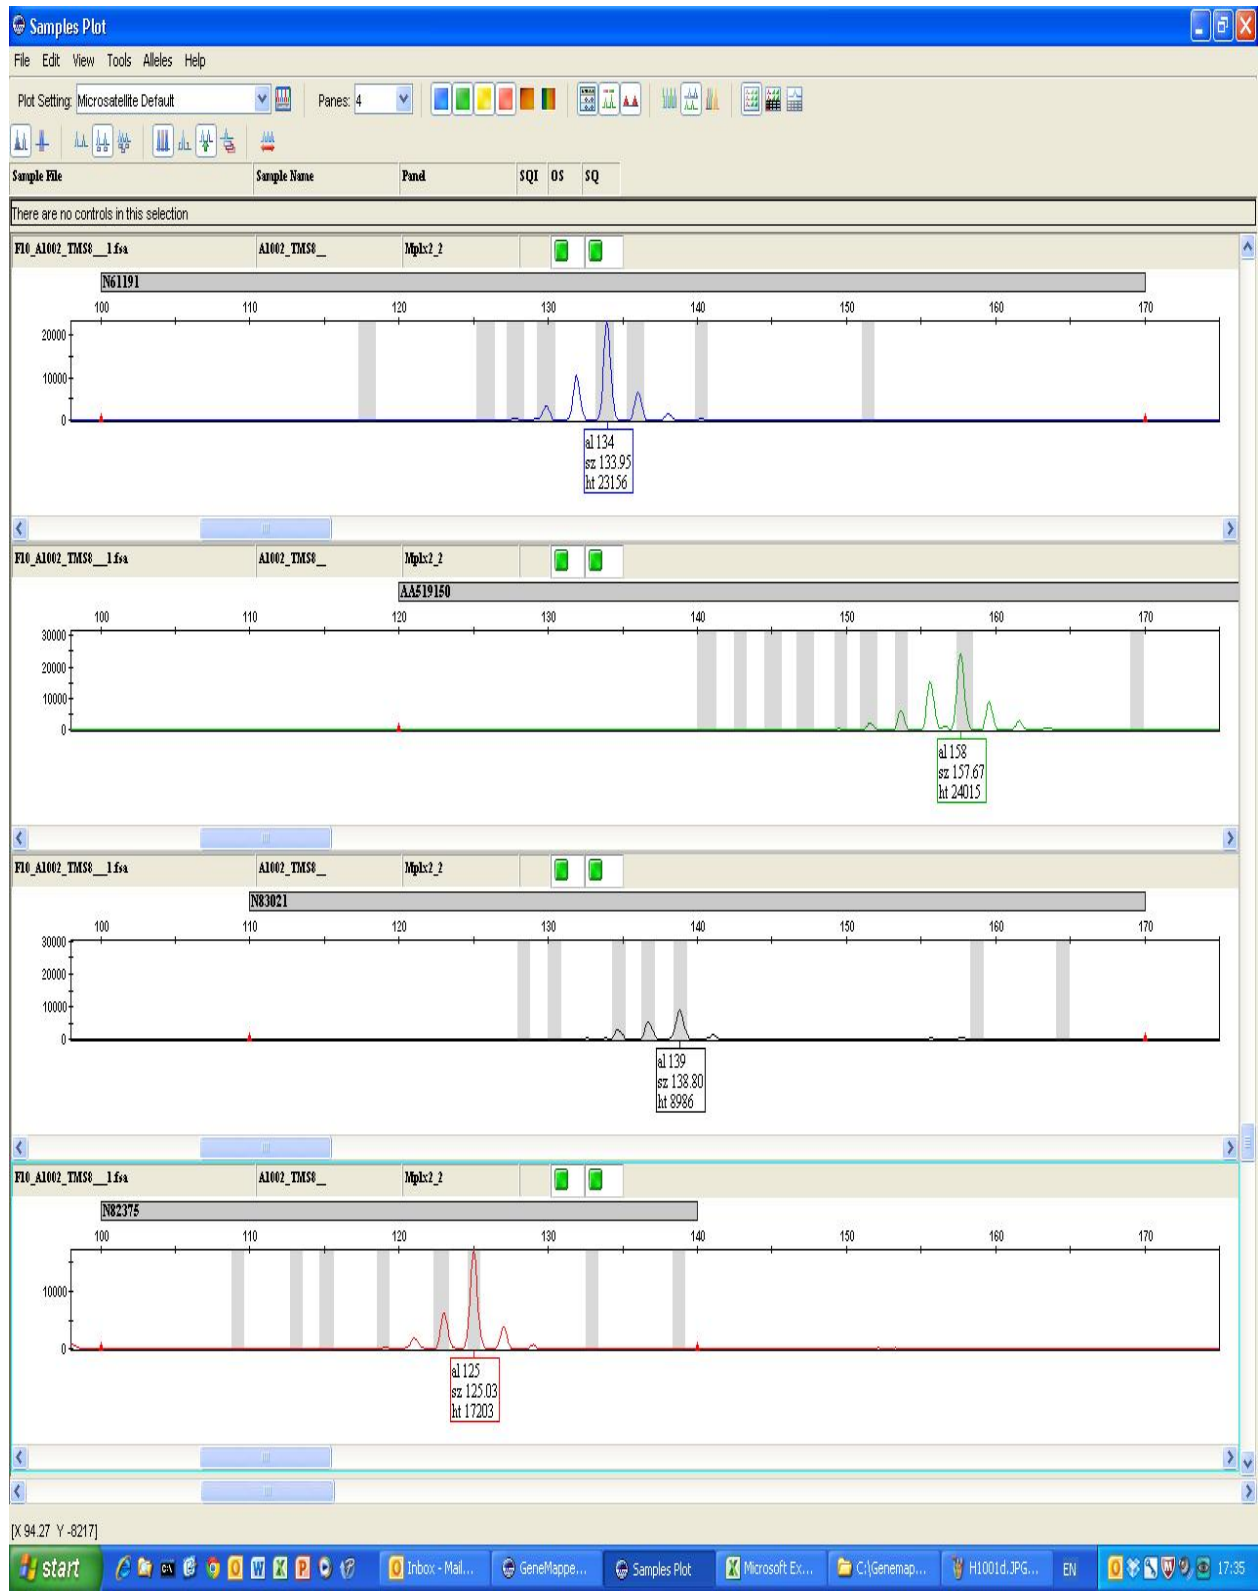 Samples Plot
File Edit View Tools Alleles Help
Plot Setting: Microsatellite Default Panes: 4
Sample File Sample Name Panel SQI OS SQ
There are no controls in this selection
F10_A1002_TMS8__1.fsa A1002_TMS8__ Mplx2_2
N61191
100 110 120 130 140 150 160 170
20000
10000
0
al 134
sz 133.95
ht 23156
F10_A1002_TMS8__1.fsa A1002_TMS8__ Mplx2_2
AA519150
100 110 120 130 140 150 160 170
30000
20000
10000
0
al 158
sz 157.67
ht 24015
F10_A1002_TMS8__1.fsa A1002_TMS8__ Mplx2_2
N83021
100 110 120 130 140 150 160 170
30000
20000
10000
0
al 139
sz 138.80
ht 8986
F10_A1002_TMS8__1.fsa A1002_TMS8__ Mplx2_2
N82375
100 110 120 130 140 150 160 170
10000
0
al 125
sz 125.03
ht 17203
[X 94.27 Y -8217]
start Inbox - Mail... GeneMappe... Samples Plot Microsoft Ex... C:\Genemap... H1001d.JPG... EN 17:35